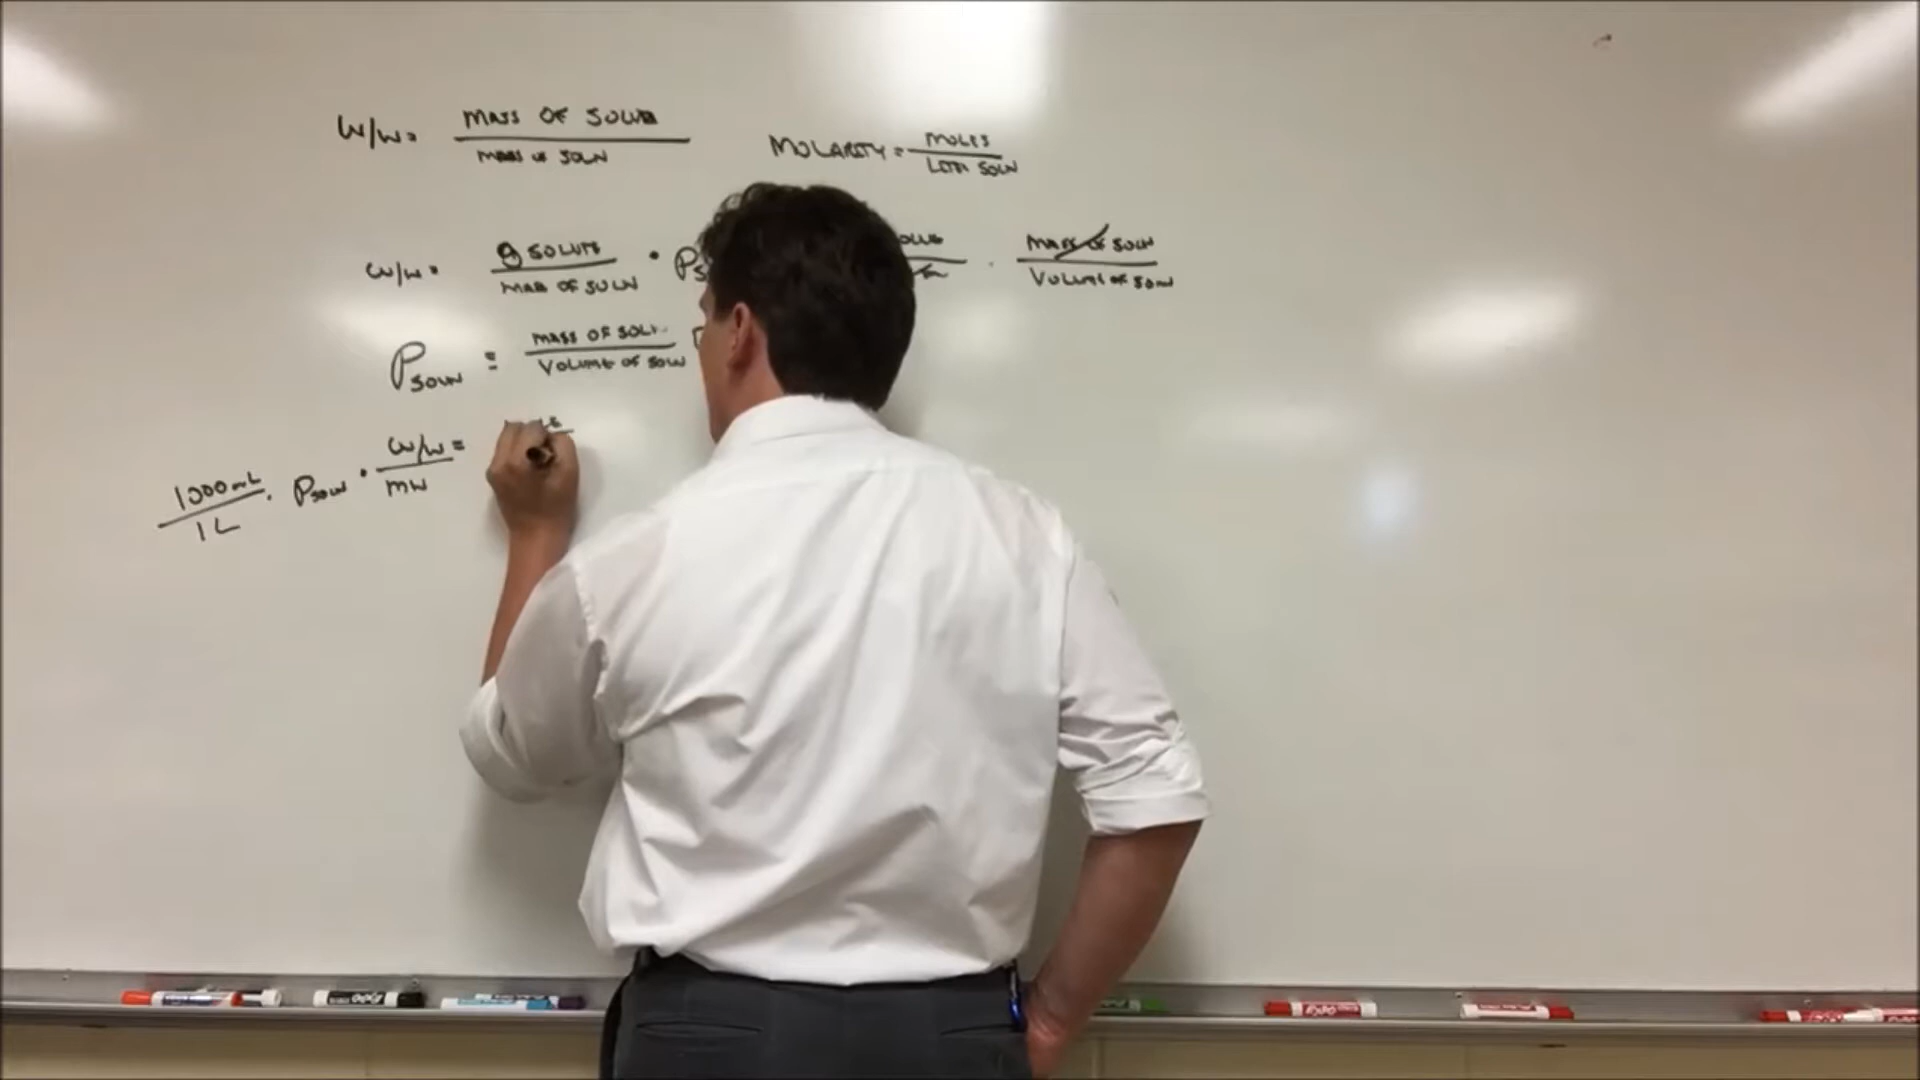 W/W = MASS OF SOLUTE / MASS OF SOLN
MOLARITY = MOLES / LITER SOLN
W/W = g SOLUTE / MASS OF SOLN · MASS OF SOLN / VOLUME OF SOLN
ρSOLN = MASS OF SOLN / VOLUME OF SOLN
1000mL / 1L · ρSOLN · W/W / MW =
EXPO